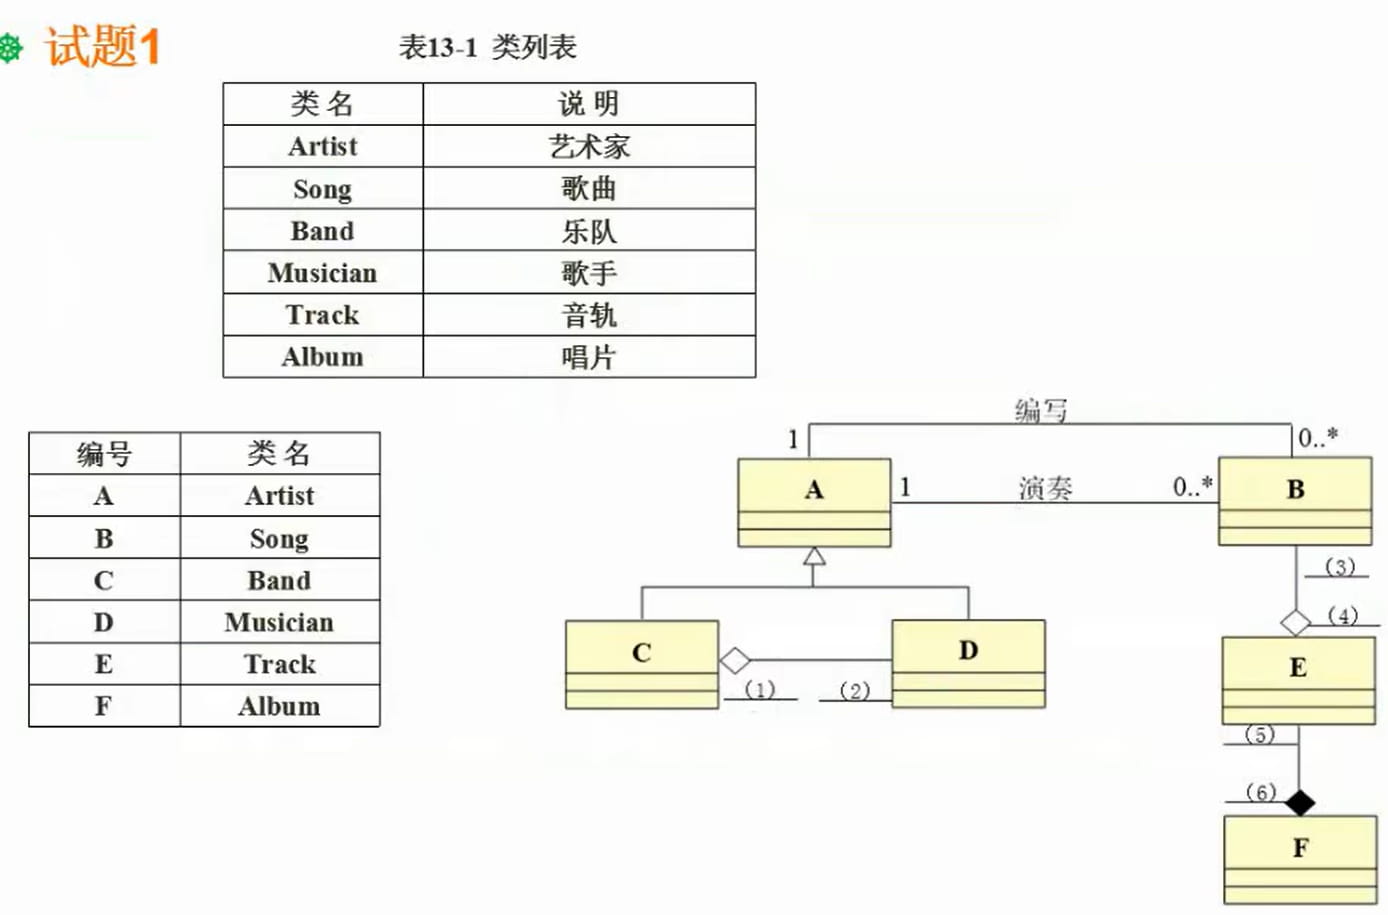 试题1
表13-1 类列表
类 名 说 明
Artist 艺术家
Song 歌曲
Band 乐队
Musician 歌手
Track 音轨
Album 唱片
编号 类 名
A Artist
B Song
C Band
D Musician
E Track
F Album
编写
1 0..*
A 1 演奏 0..* B
(3)
(4)
C D E
(1) (2)
(5)
(6)
F